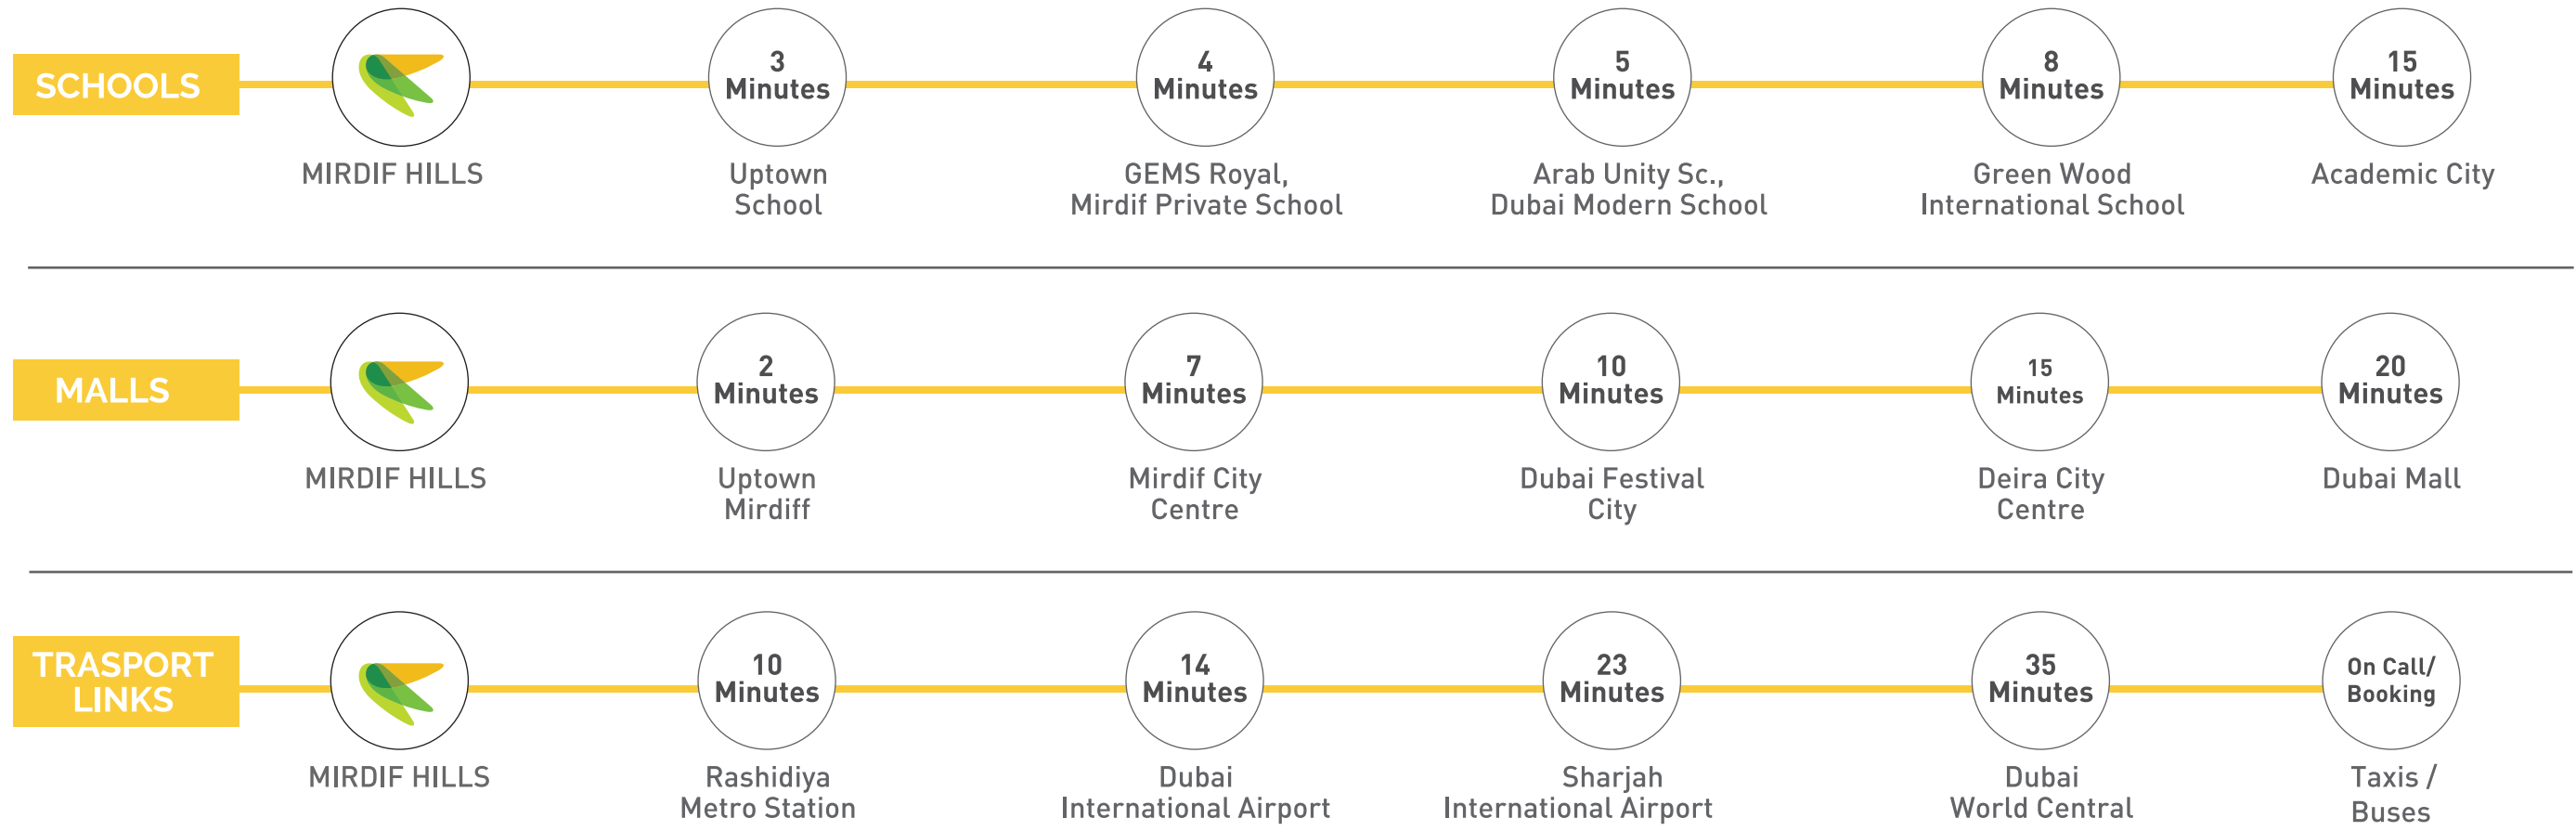 SCHOOLS
3
Minutes
4
Minutes
5
Minutes
8
Minutes
15
Minutes
MIRDIF HILLS
Uptown
School
GEMS Royal,
Mirdif Private School
Arab Unity Sc.,
Dubai Modern School
Green Wood
International School
Academic City
MALLS
2
Minutes
7
Minutes
10
Minutes
15
Minutes
20
Minutes
MIRDIF HILLS
Uptown
Mirdiff
Mirdif City
Centre
Dubai Festival
City
Deira City
Centre
Dubai Mall
TRASPORT
LINKS
10
Minutes
14
Minutes
23
Minutes
35
Minutes
On Call/
Booking
MIRDIF HILLS
Rashidiya
Metro Station
Dubai
International Airport
Sharjah
International Airport
Dubai
World Central
Taxis /
Buses